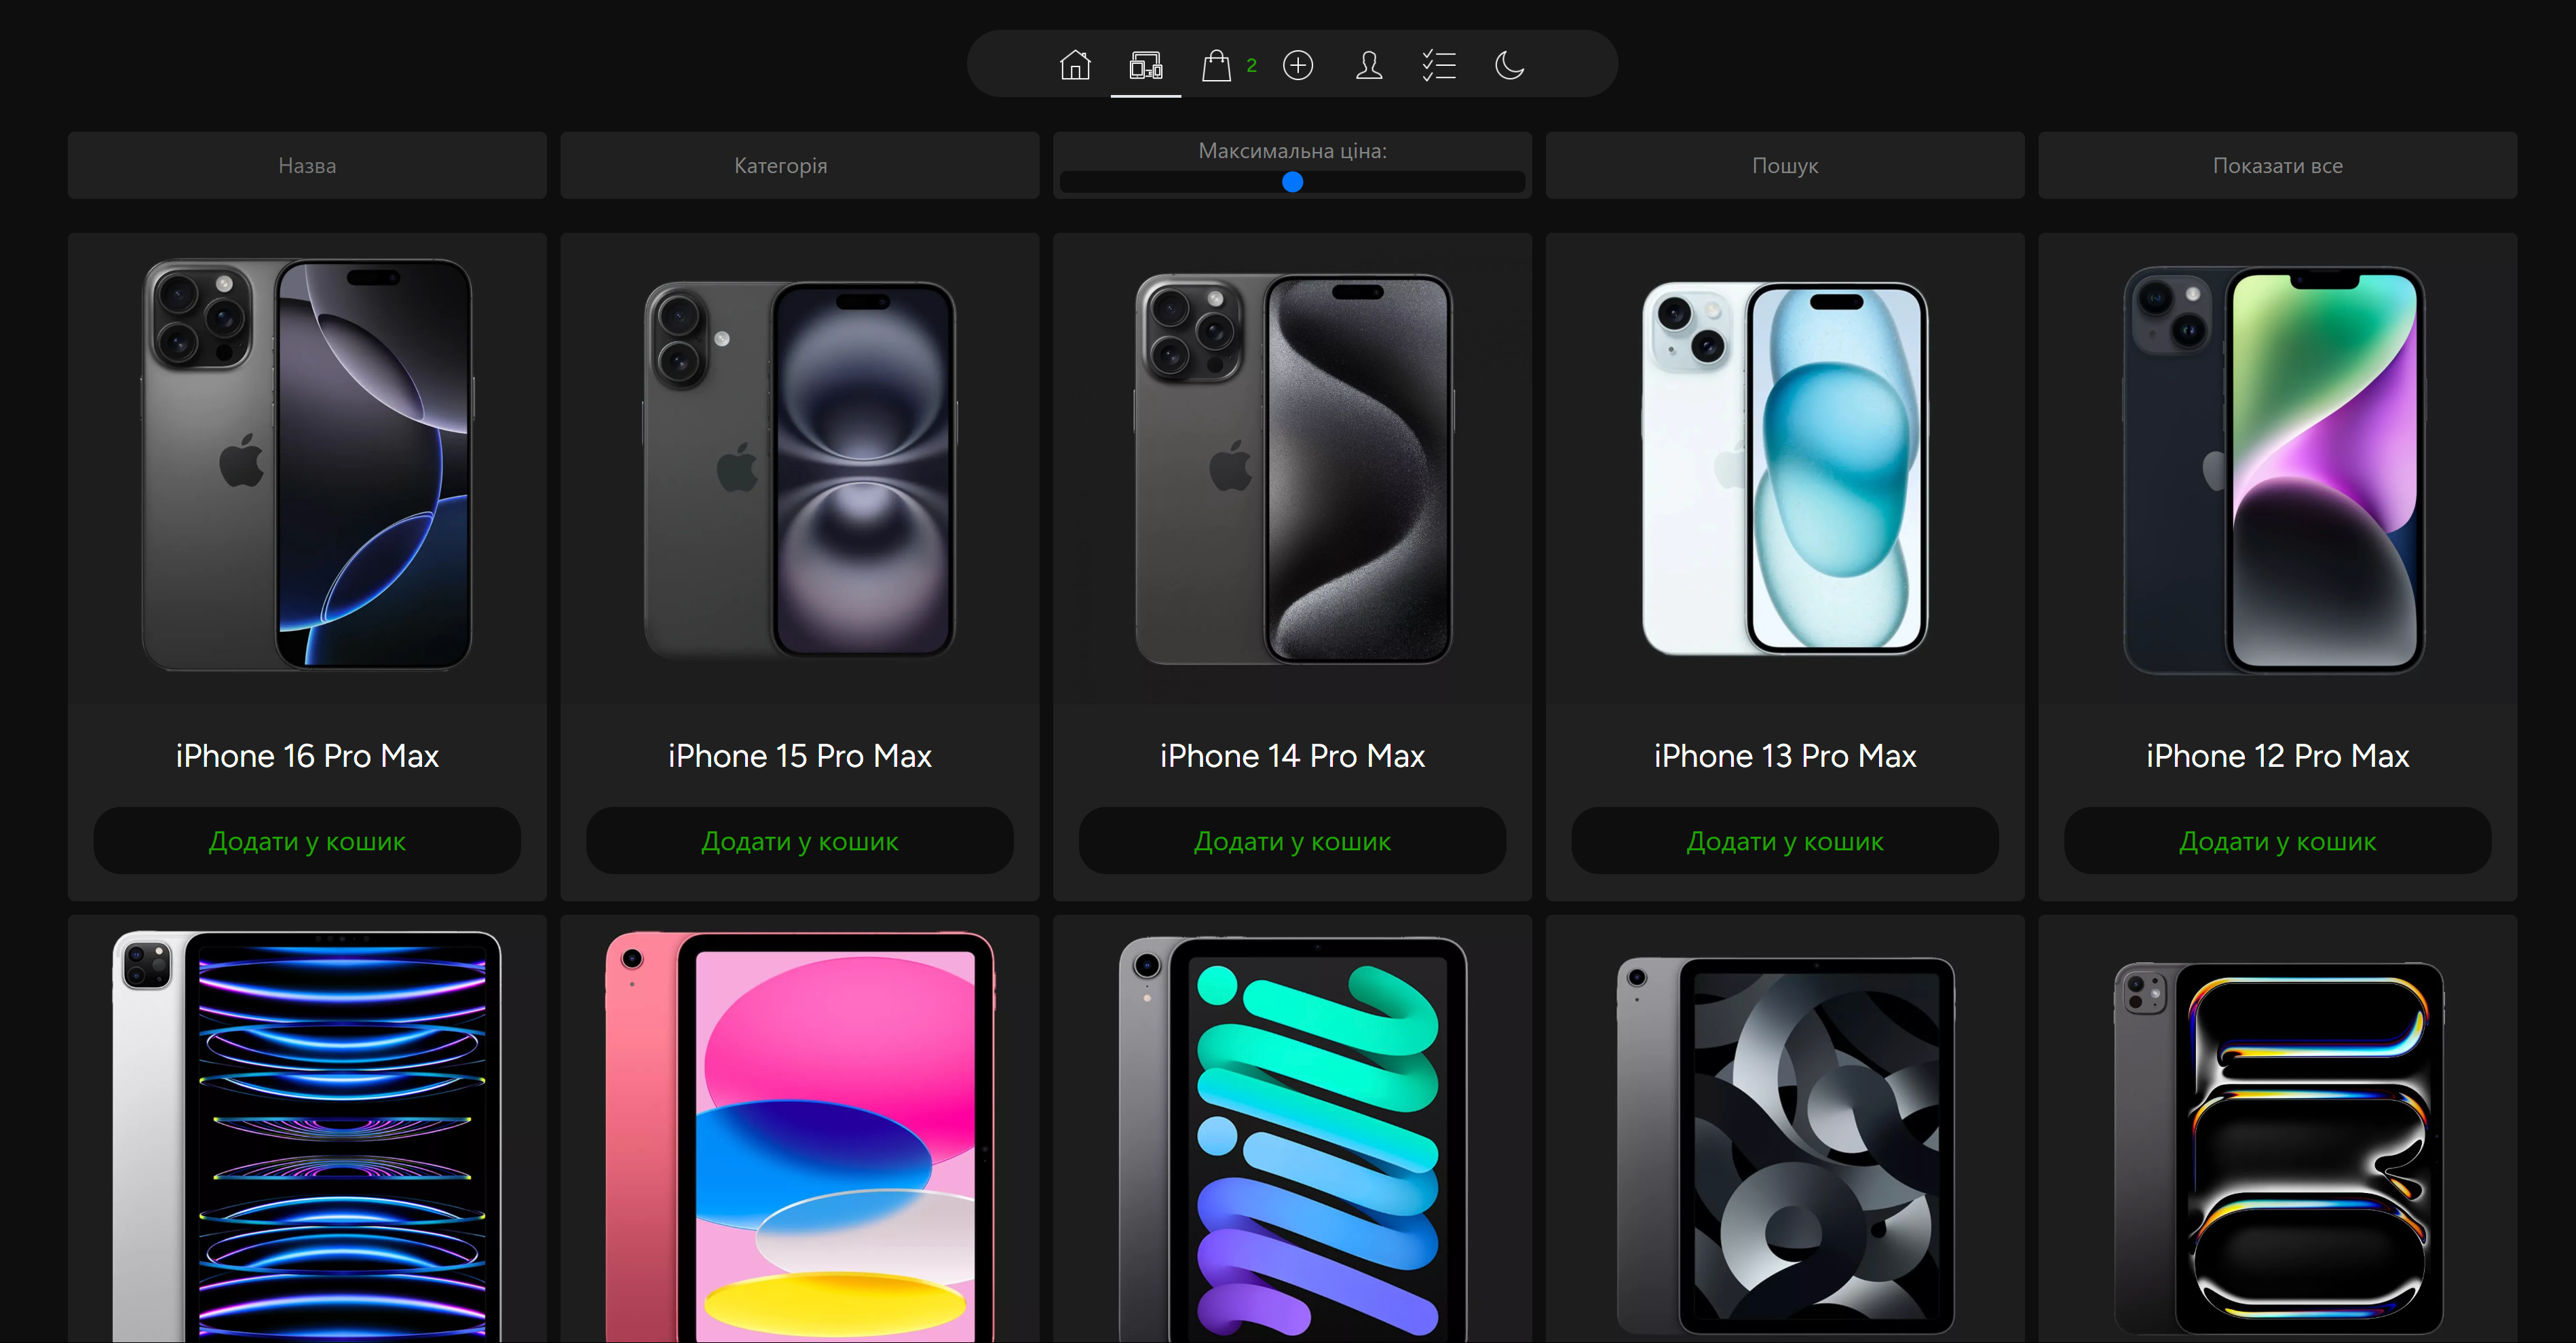 2
Назва
Категорія
Максимальна ціна:
Пошук
Показати все
iPhone 16 Pro Max
iPhone 15 Pro Max
iPhone 14 Pro Max
iPhone 13 Pro Max
iPhone 12 Pro Max
Додати у кошик
Додати у кошик
Додати у кошик
Додати у кошик
Додати у кошик